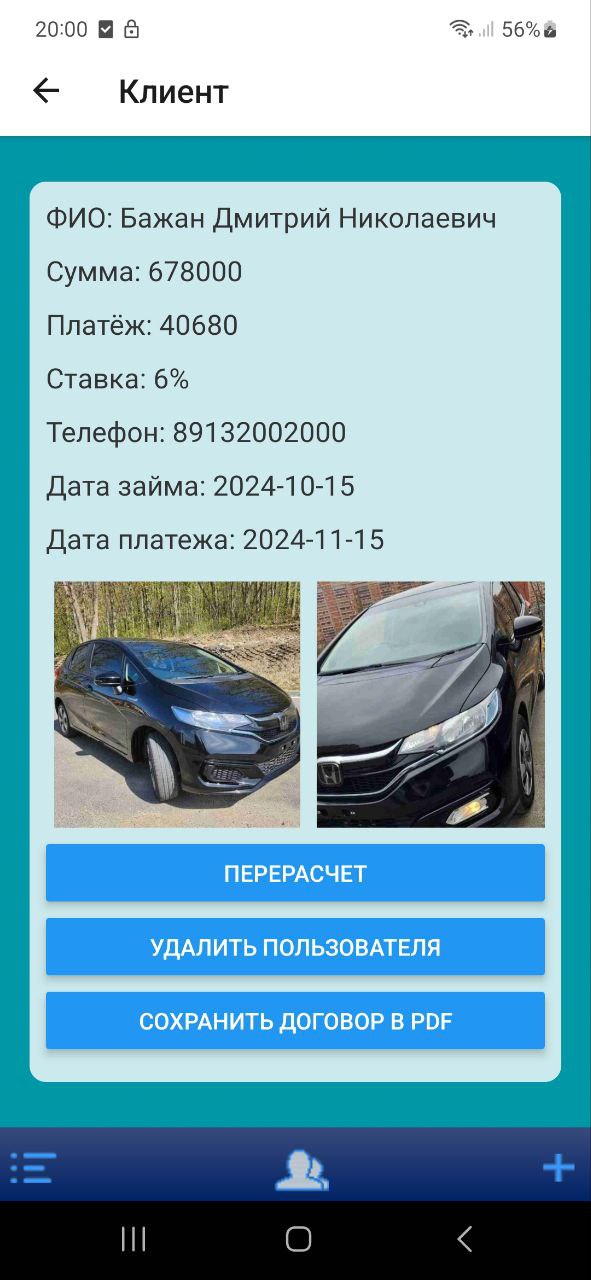 20:00 56%
Клиент
ФИО: Бажан Дмитрий Николаевич
Сумма: 678000
Платёж: 40680
Ставка: 6%
Телефон: 89132002000
Дата займа: 2024-10-15
Дата платежа: 2024-11-15
ПЕРЕРАСЧЕТ
УДАЛИТЬ ПОЛЬЗОВАТЕЛЯ
СОХРАНИТЬ ДОГОВОР В PDF